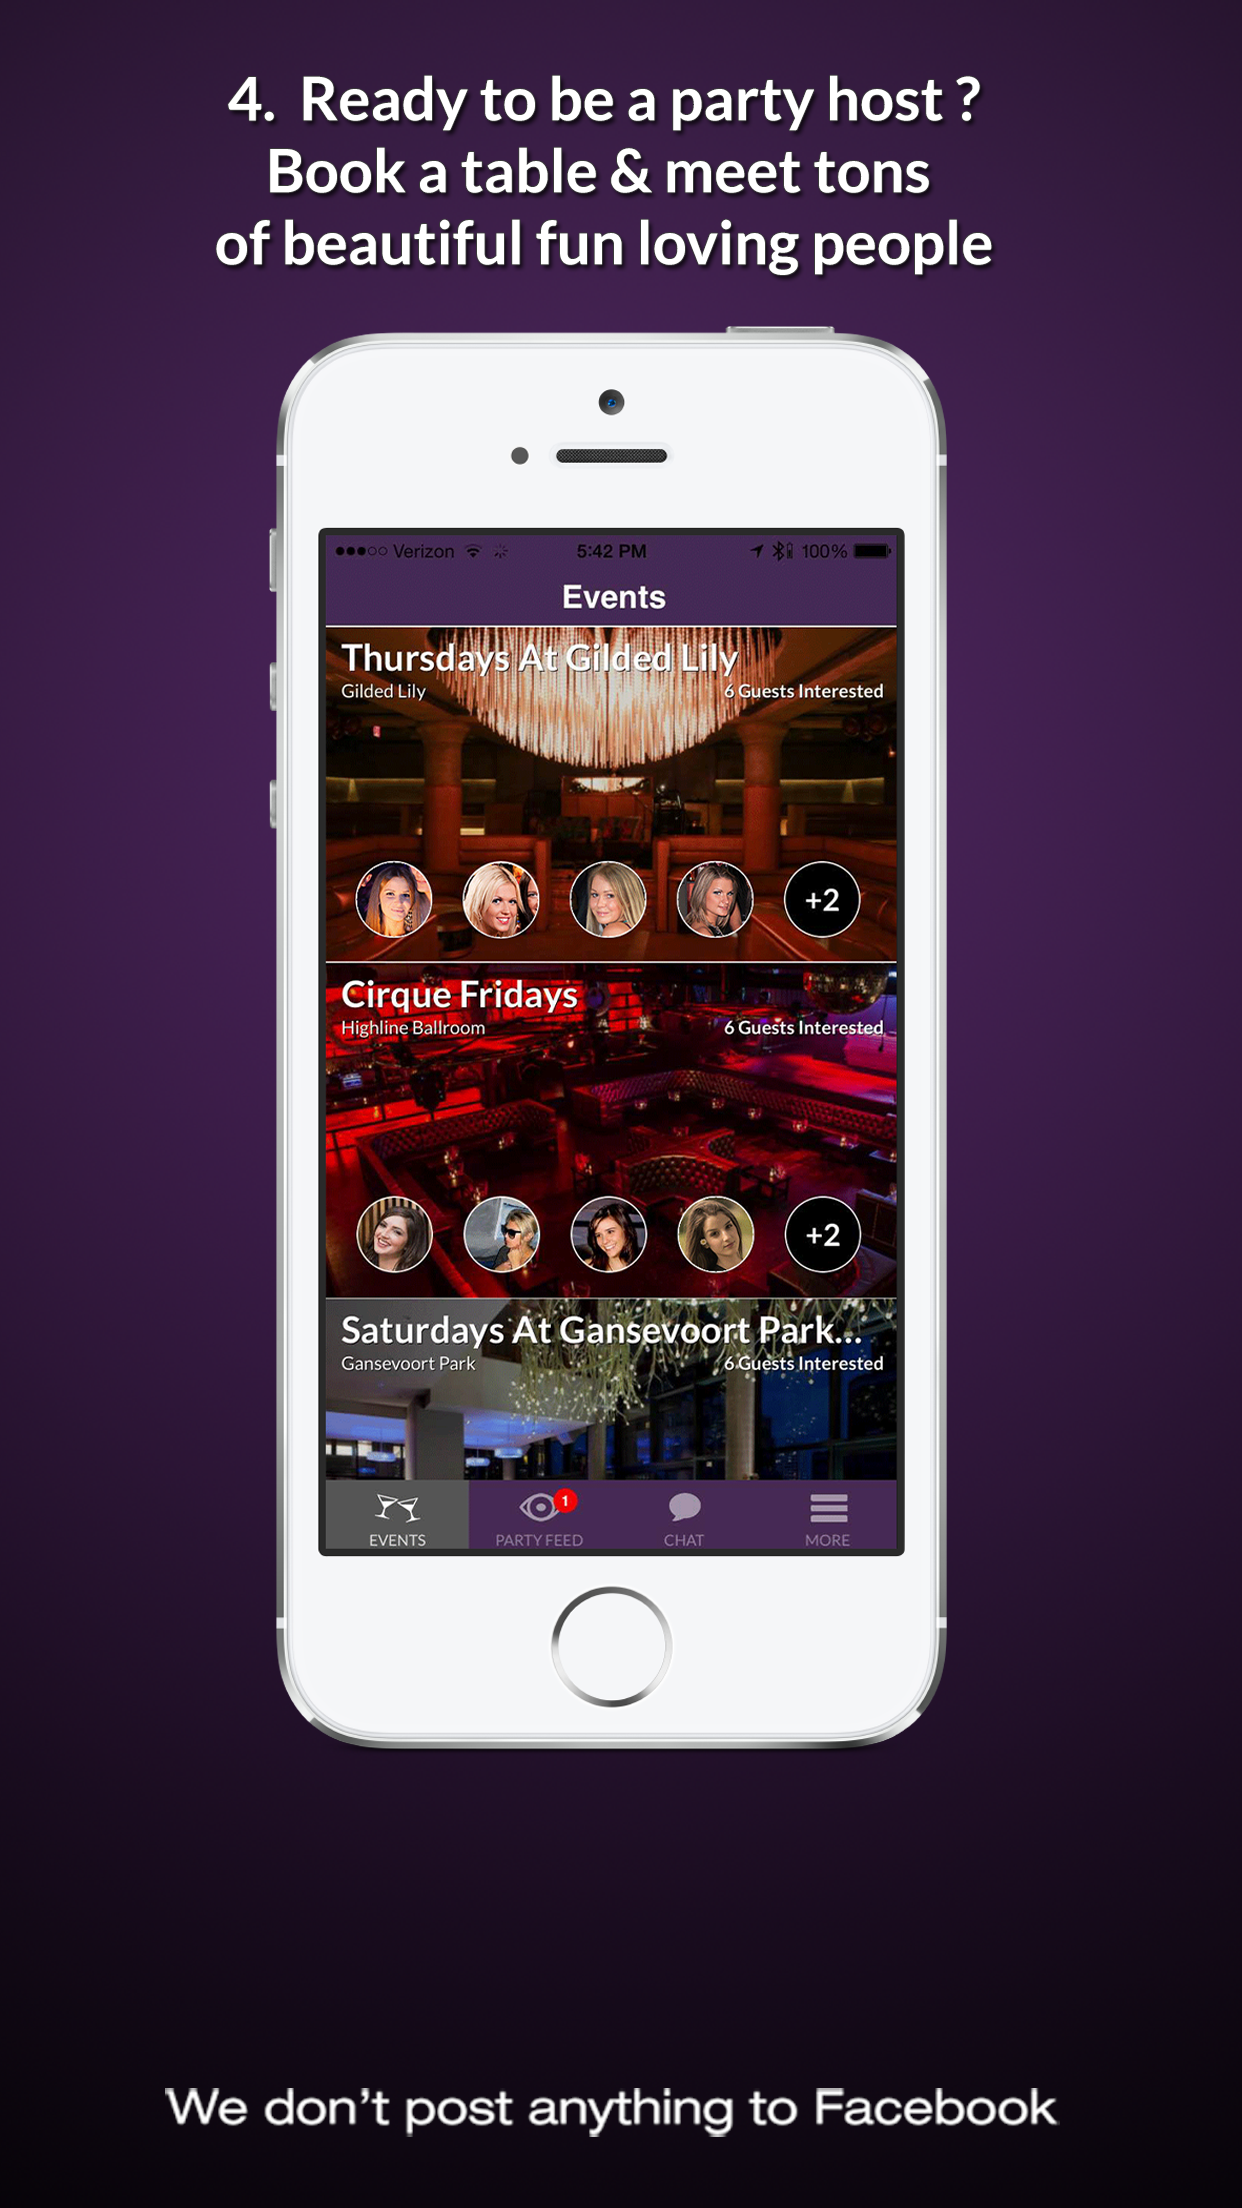 4. Ready to be a party host ?
Book a table & meet tons
of beautiful fun loving people
Verizon 5:42 PM 100%
Events
Thursdays At Gilded Lily
Gilded Lily 6 Guests Interested
+2
Cirque Fridays
Highline Ballroom 6 Guests Interested
+2
Saturdays At Gansevoort Park...
Gansevoort Park 6 Guests Interested
1
EVENTS PARTY FEED CHAT MORE
We don't post anything to Facebook